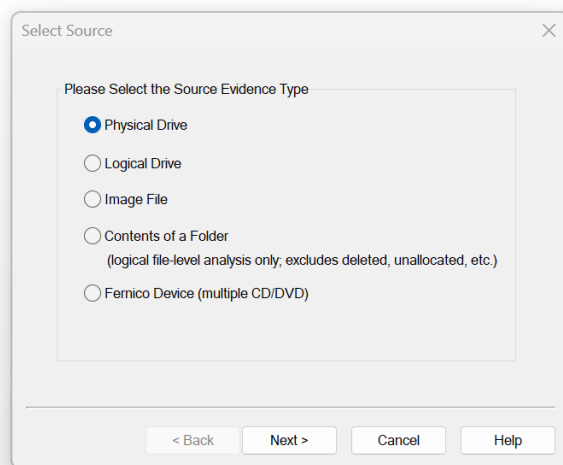 Select Source
Please Select the Source Evidence Type
Physical Drive
Logical Drive
Image File
Contents of a Folder
(logical file-level analysis only; excludes deleted, unallocated, etc.)
Fernico Device (multiple CD/DVD)
< Back Next > Cancel Help